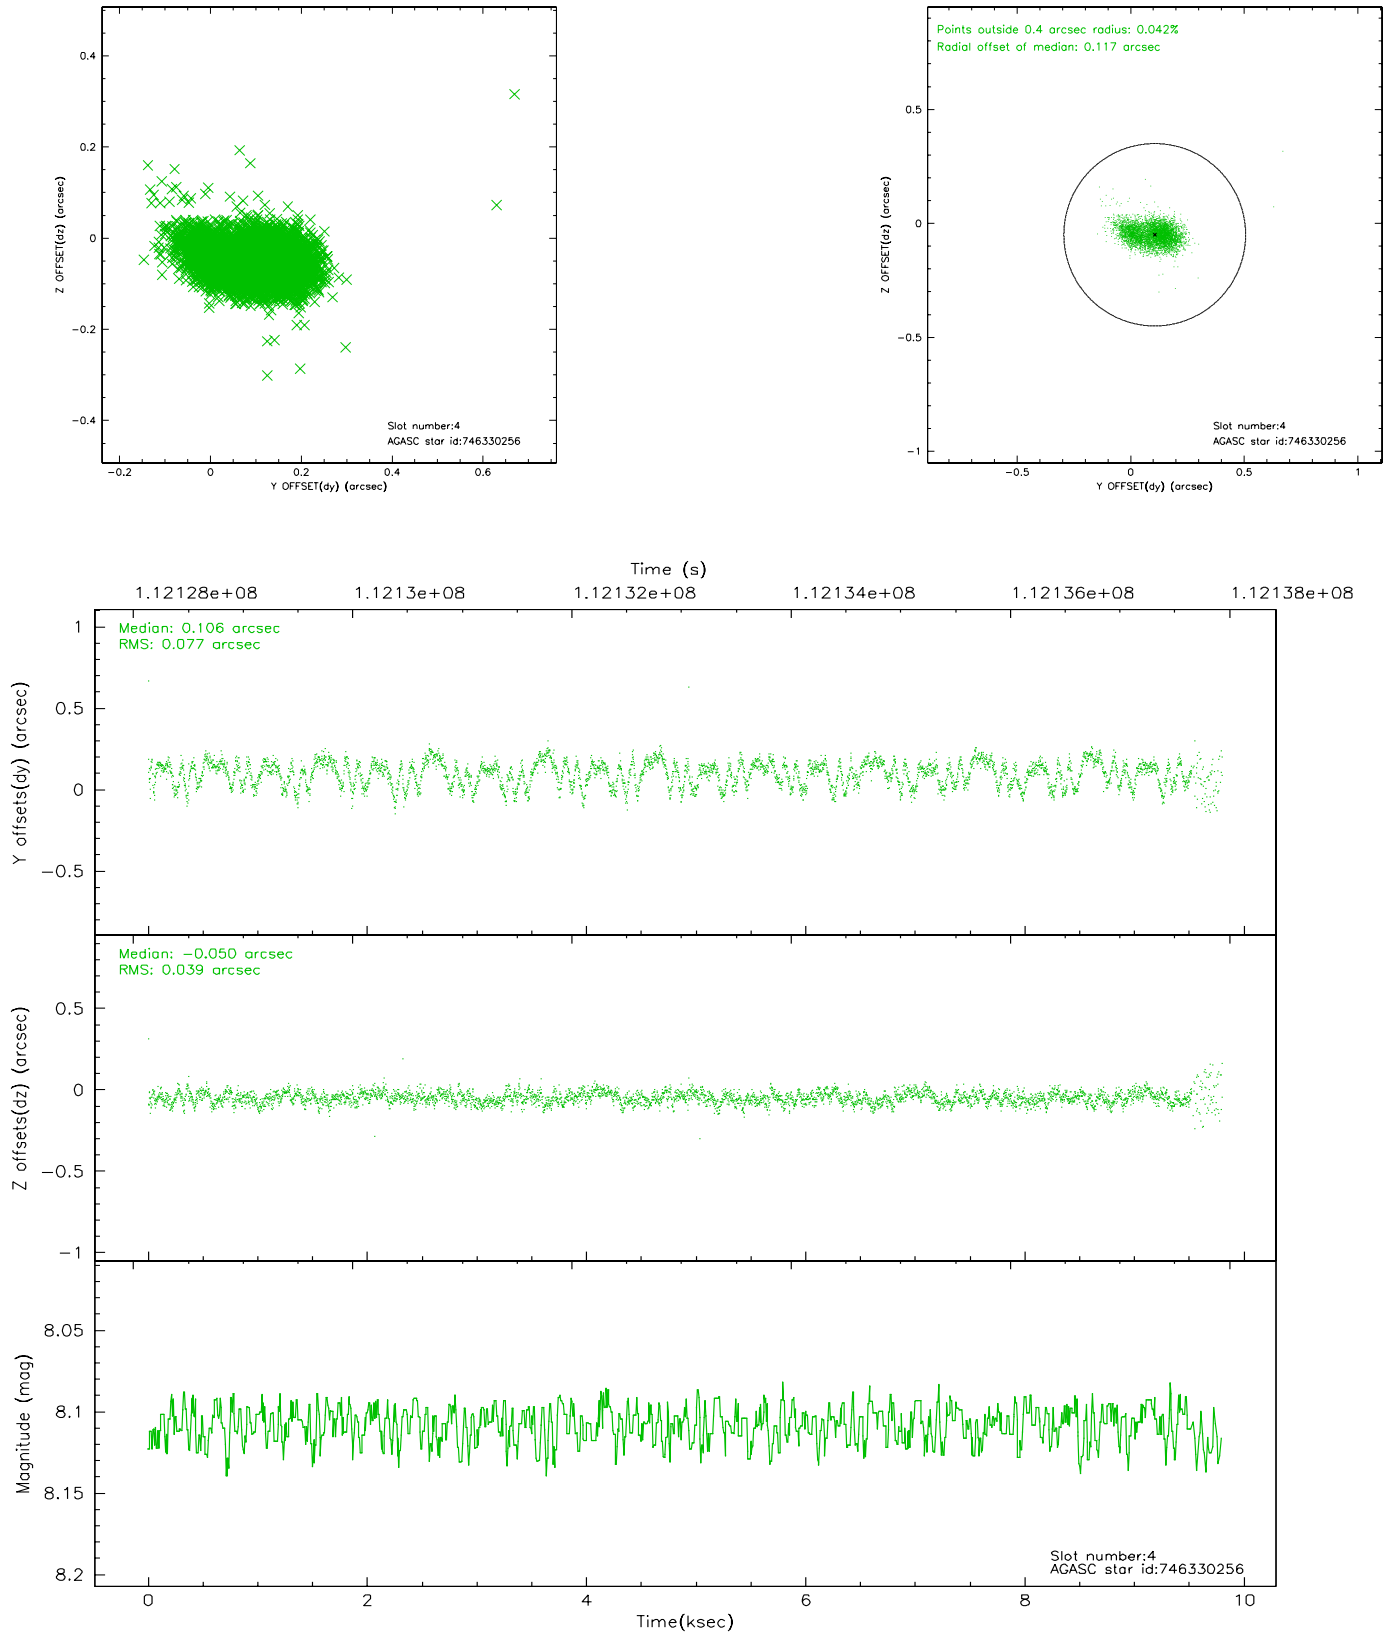 0.4
0.2
0
−0.2
−0.4
Z OFFSET(dz) (arcsec)
Slot number:4
AGASC star id:746330256
−0.2 0 0.2 0.4 0.6
Y OFFSET(dy) (arcsec)
Points outside 0.4 arcsec radius: 0.042%
Radial offset of median: 0.117 arcsec
0.5
0
−0.5
−1
Z OFFSET(dz) (arcsec)
Slot number:4
AGASC star id:746330256
−0.5 0 0.5 1
Y OFFSET(dy) (arcsec)
Time (s)
1.12128e+08 1.1213e+08 1.12132e+08 1.12134e+08 1.12136e+08 1.12138e+08
Median: 0.106 arcsec
RMS: 0.077 arcsec
1
0.5
0
−0.5
Y offsets(dy) (arcsec)
Median: −0.050 arcsec
RMS: 0.039 arcsec
0.5
0
−0.5
−1
Z offsets(dz) (arcsec)
8.05
8.1
8.15
8.2
Magnitude (mag)
Slot number:4
AGASC star id:746330256
0 2 4 6 8 10
Time(ksec)